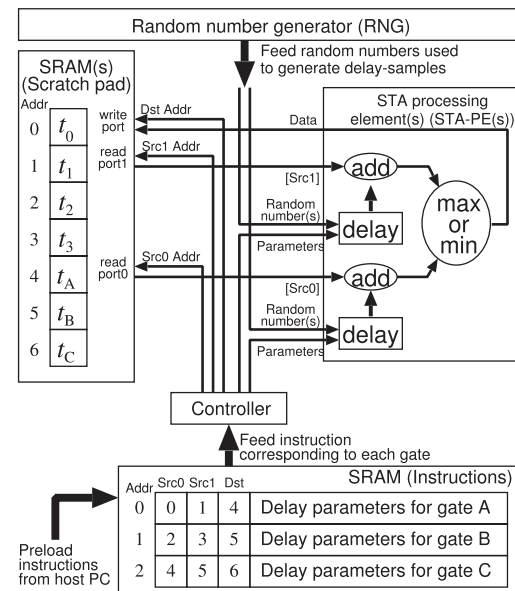 Random number generator (RNG)
Feed random numbers used
to generate delay-samples
SRAM(s)
(Scratch pad)
Addr
0 t0
1 t1
2 t2
3 t3
4 tA
5 tB
6 tC
write
port
read
port1
read
port0
Dst Addr
Src1 Addr
Src0 Addr
Data
STA processing
element(s) (STA-PE(s))
[Src1]
add
Random
number(s)
delay
Parameters
max
or
min
[Src0]
add
Random
number(s)
delay
Parameters
Controller
Feed instruction
corresponding to each gate
SRAM (Instructions)
Addr Src0 Src1 Dst
0 0 1 4 Delay parameters for gate A
1 2 3 5 Delay parameters for gate B
2 4 5 6 Delay parameters for gate C
Preload
instructions
from host PC